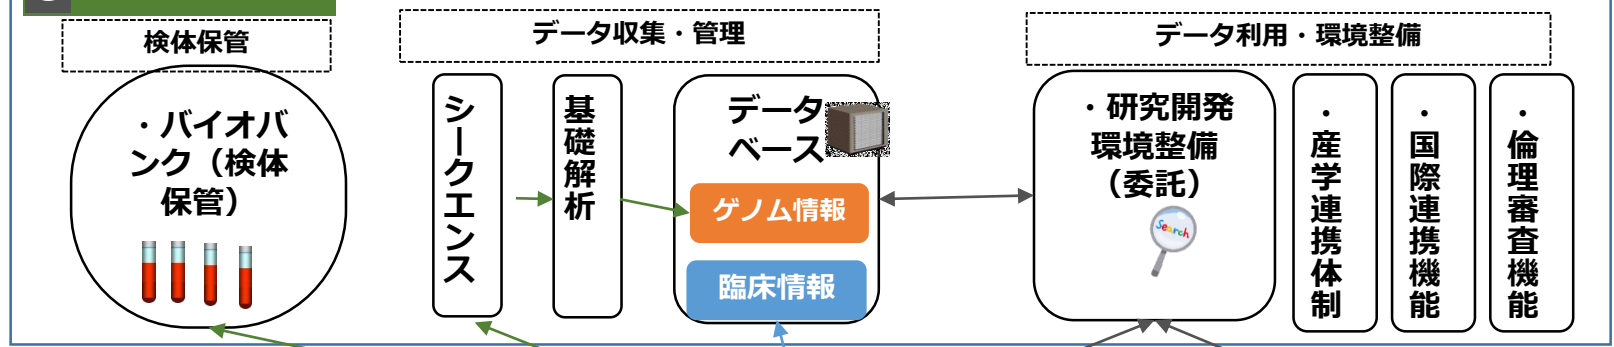 検体保管
データ収集・管理
データ利用・環境整備
・バイオバ
ンク（検体
保管）
シークエンス
基礎解析
データ
ベース
ゲノム情報
臨床情報
・研究開発
環境整備
（委託）
Search
・産学連携体制
・国際連携機能
・倫理審査機能